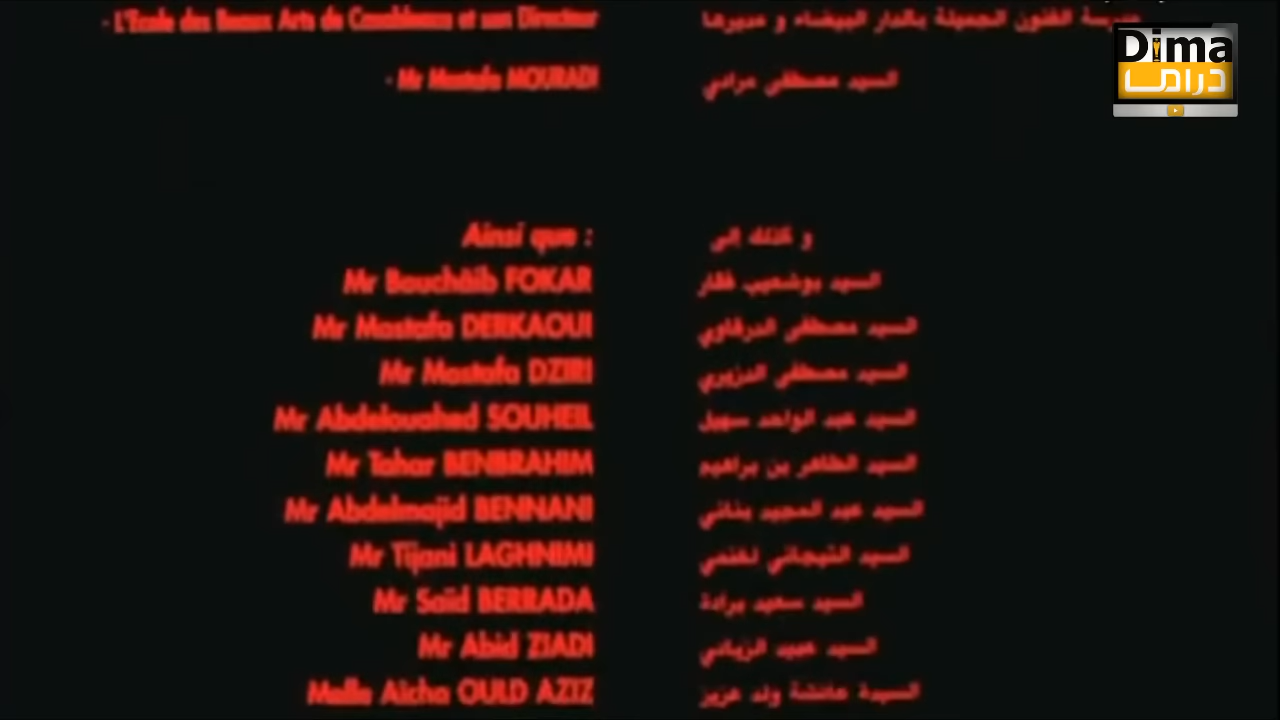 - L'Ecole des Beaux Arts de Casablanca et son Directeur
مدرسة الفنون الجميلة بالدار البيضاء و مديرها
- Mr Mostafa MOURADI
السيد مصطفى مرادي
Dima
دراما
Ainsi que :
و كذلك إلى
Mr Bouchaïb FOKAR
السيد بوشعيب فقار
Mr Mostafa DERKAOUI
السيد مصطفى الدرقاوي
Mr Mostafa DZIRI
السيد مصطفى الدزيري
Mr Abdelouahed SOUHEIL
السيد عبد الواحد سهيل
Mr Tahar BENBRAHIM
السيد الطاهر بن براهيم
Mr Abdelmajid BENNANI
السيد عبد المجيد بناني
Mr Tijani LAGHNIMI
السيد التيجاني لغنمي
Mr Saïd BERRADA
السيد سعيد برادة
Mr Abid ZIADI
السيد عبيد الزيادي
Melle Aïcha OULD AZIZ
السيدة عائشة ولد عزيز